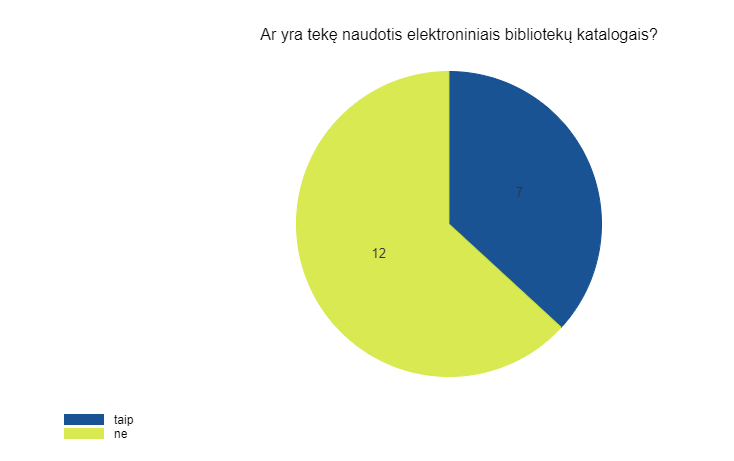 Ar yra tekę naudotis elektroniniais bibliotekų katalogais?
7
12
taip
ne